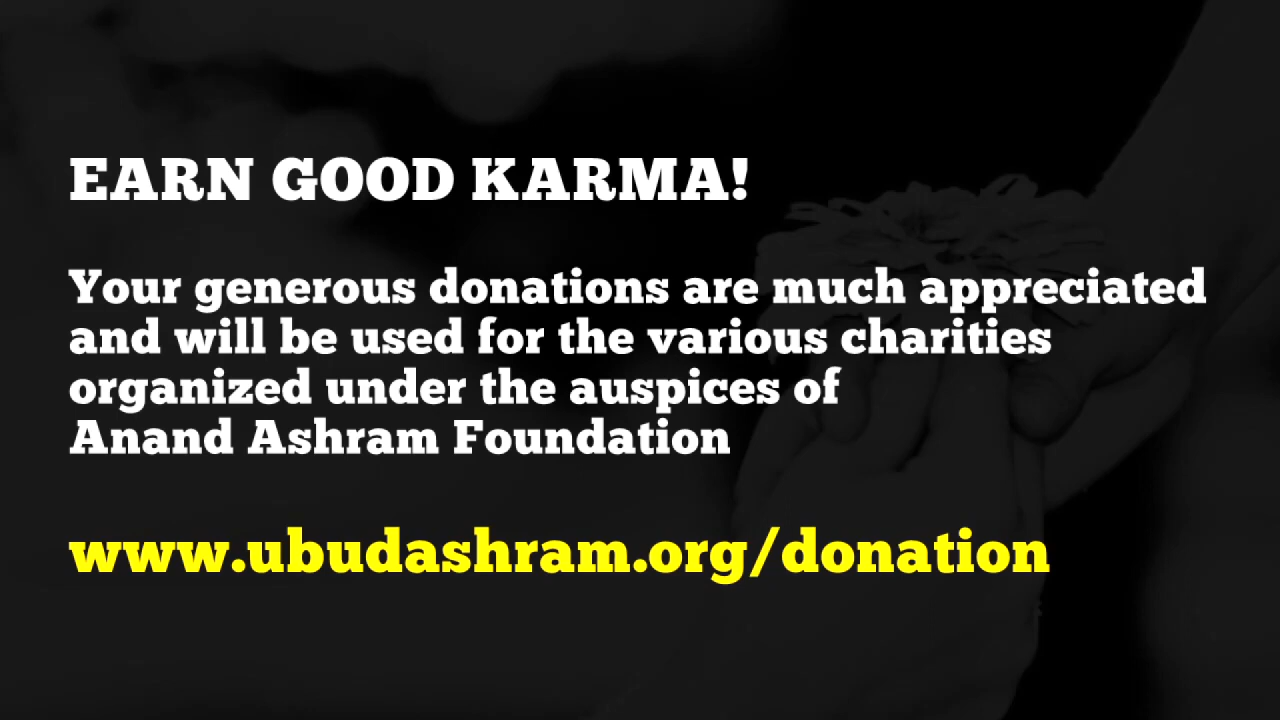 EARN GOOD KARMA!
Your generous donations are much appreciated
and will be used for the various charities
organized under the auspices of
Anand Ashram Foundation
www.ubudashram.org/donation